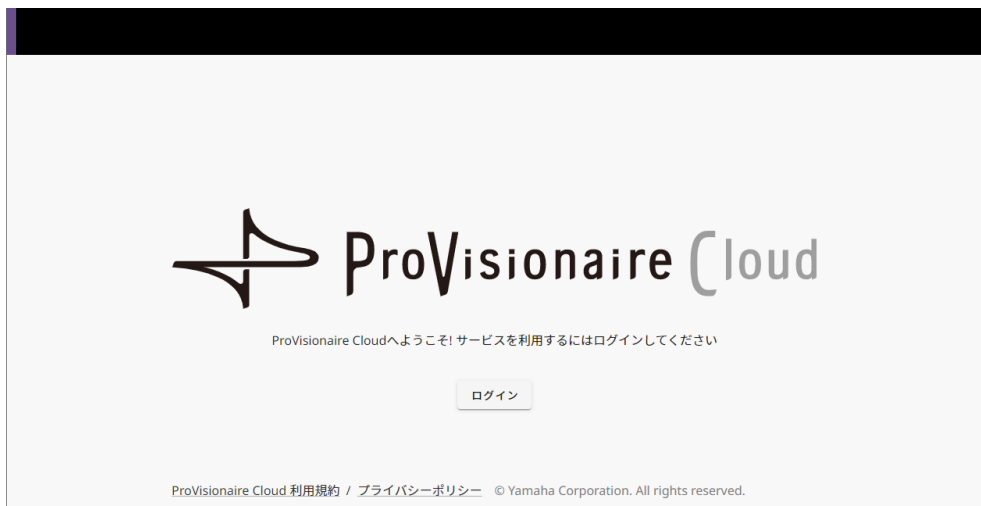 ProVisionaire Cloud
ProVisionaire Cloudへようこそ! サービスを利用するにはログインしてください
ログイン
ProVisionaire Cloud 利用規約 / プライバシーポリシー © Yamaha Corporation. All rights reserved.